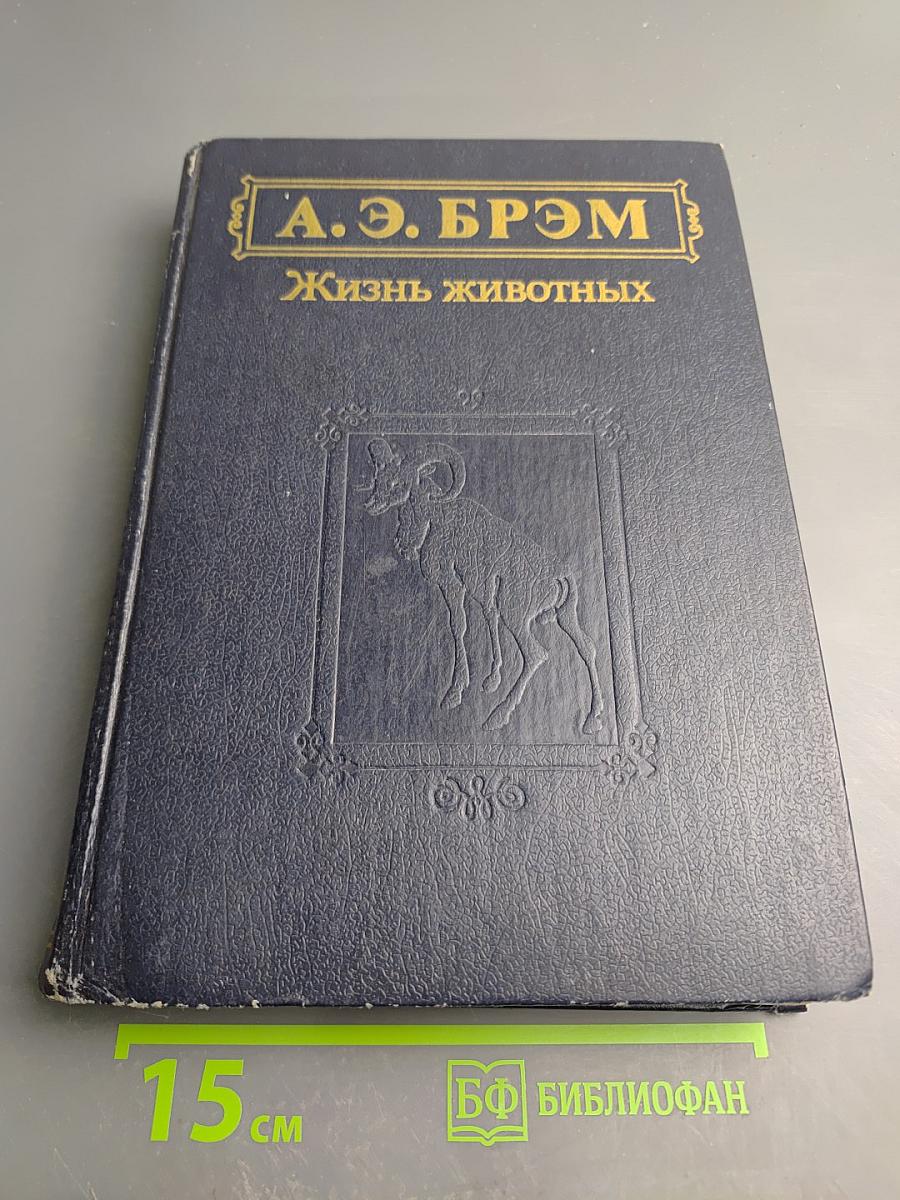 А. Э. БРЭМ
Жизнь животных
15 см
БФ БИБЛИОФАН